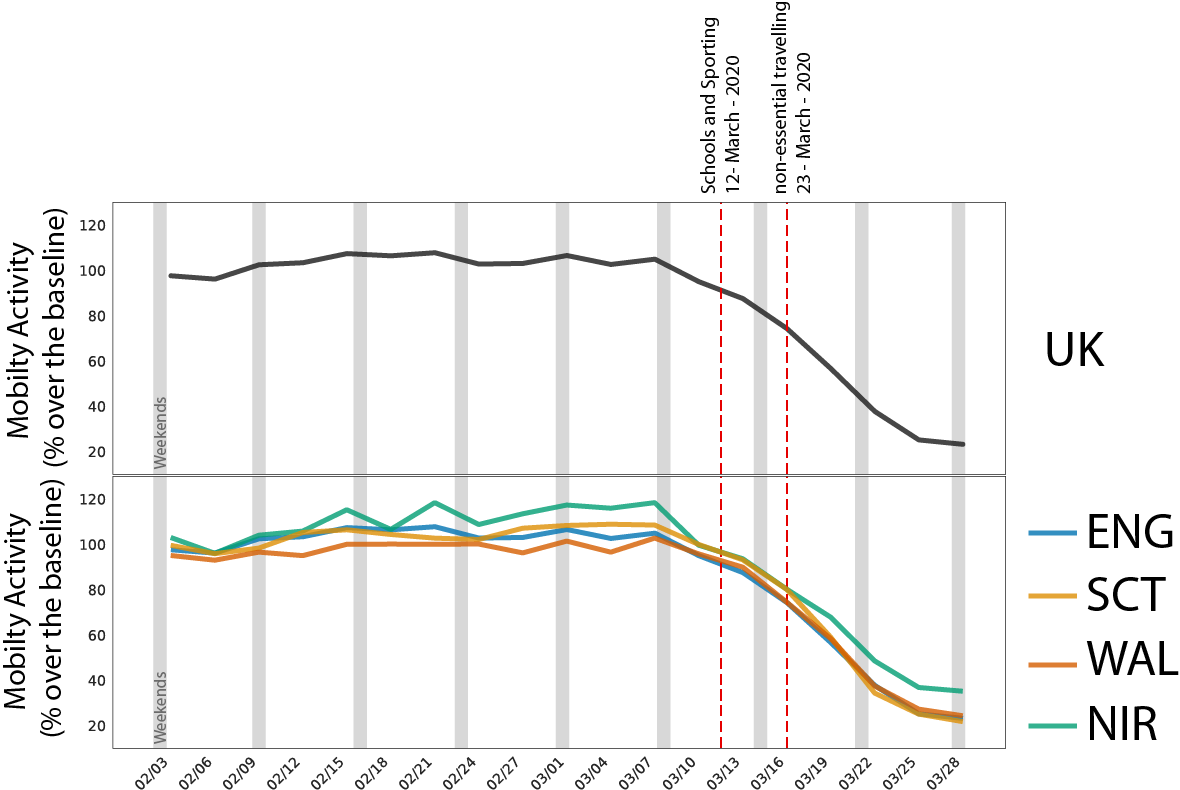 Schools and Sporting
12- March - 2020
non-essential travelling
23 - March - 2020
Mobilty Activity
(% over the baseline)
120
100
80
60
40
20
Weekends
UK
Mobilty Activity
(% over the baseline)
120
100
80
60
40
20
Weekends
ENG
SCT
WAL
NIR
02/03
02/06
02/09
02/12
02/15
02/18
02/21
02/24
02/27
03/01
03/04
03/07
03/10
03/13
03/16
03/19
03/22
03/25
03/28